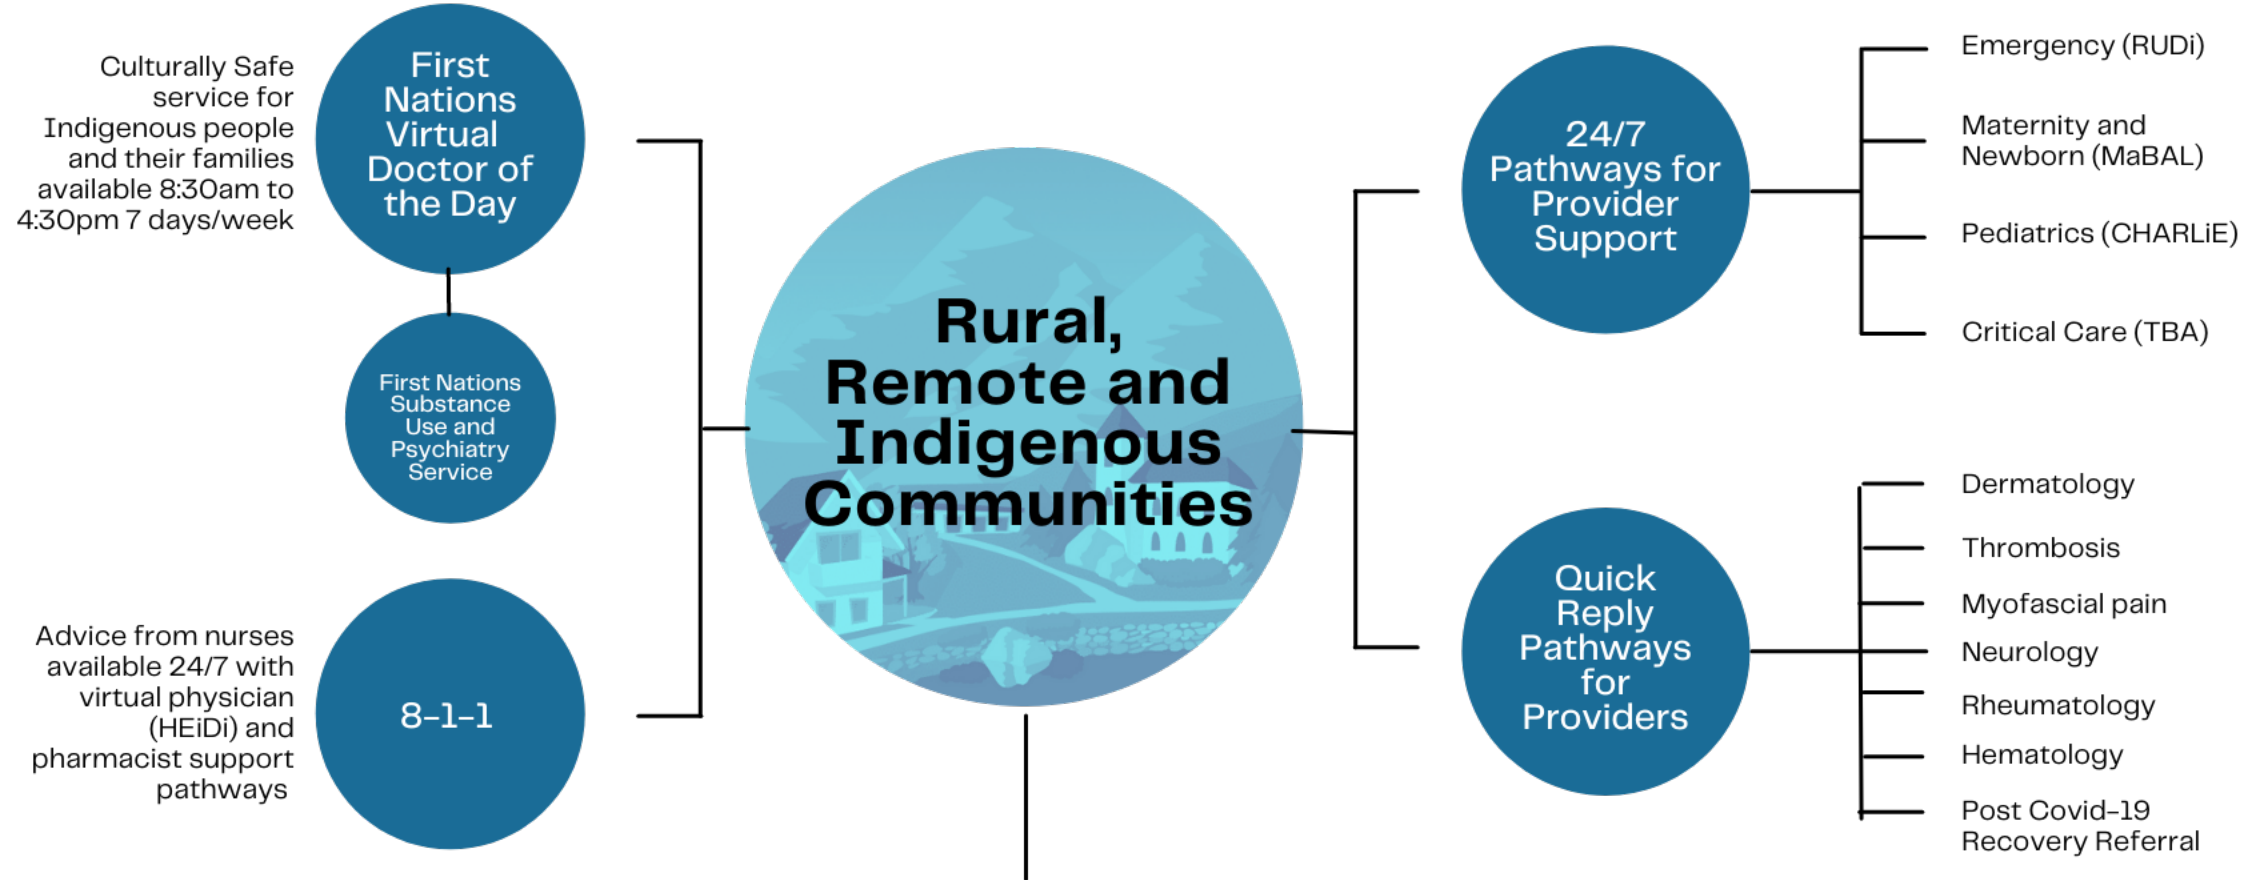 Culturally Safe
service for
Indigenous people
and their families
available 8:30am to
4:30pm 7 days/week
First
Nations
Virtual
Doctor of
the Day
First Nations
Substance
Use and
Psychiatry
Service
Advice from nurses
available 24/7 with
virtual physician
(HEiDi) and
pharmacist support
pathways
8-1-1
Rural,
Remote and
Indigenous
Communities
24/7
Pathways for
Provider
Support
Emergency (RUDi)
Maternity and
Newborn (MaBAL)
Pediatrics (CHARLiE)
Critical Care (TBA)
Quick
Reply
Pathways
for
Providers
Dermatology
Thrombosis
Myofascial pain
Neurology
Rheumatology
Hematology
Post Covid-19
Recovery Referral